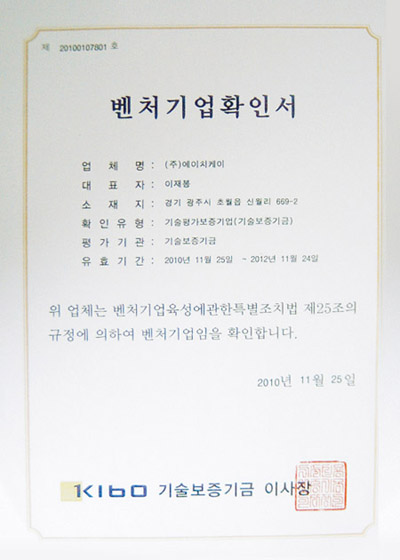 제 20100107801 호
벤처기업확인서
업체명 : (주)에이치케이
대표자 : 이재봉
소재지 : 경기 광주시 초월읍 신월리 669-2
확인유형 : 기술평가보증기업(기술보증기금)
평가기관 : 기술보증기금
유효기간 : 2010년 11월 25일 ~ 2012년 11월 24일
위 업체는 벤처기업육성에관한특별조치법 제25조의
규정에 의하여 벤처기업임을 확인합니다.
2010년 11월 25일
KIBO 기술보증기금 이사장